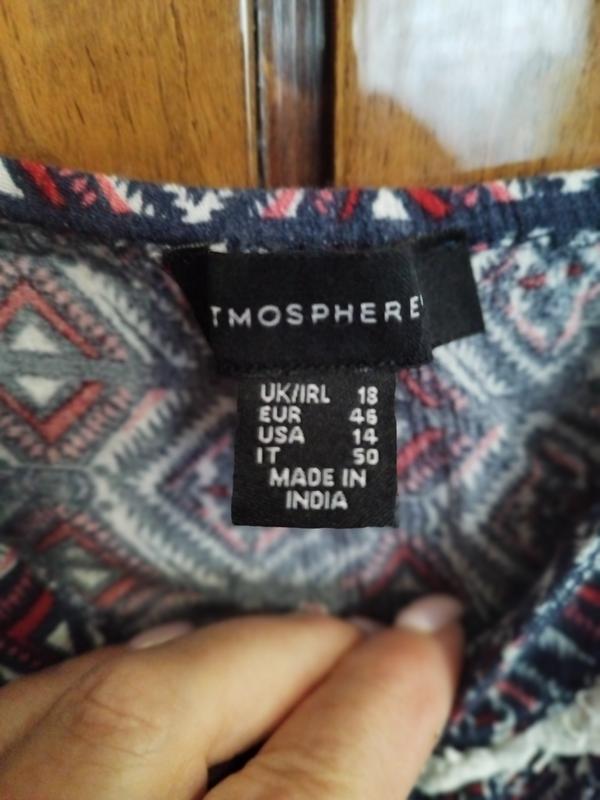 TMOSPHERE
UK/IRL 18
EUR 46
USA 14
IT 50
MADE IN
INDIA